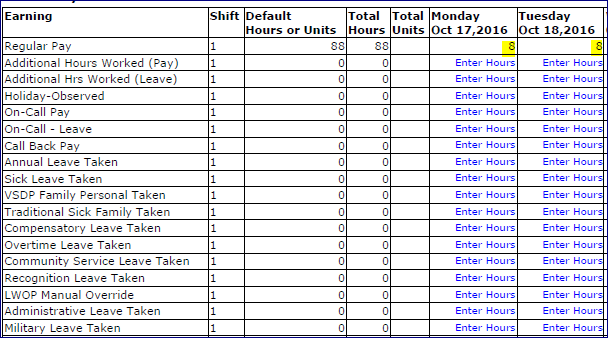 Earning Shift Default Hours or Units Total Hours Total Units Monday Oct 17,2016 Tuesday Oct 18,2016
Regular Pay 1 88 88 8 8
Additional Hours Worked (Pay) 1 0 0 Enter Hours Enter Hours
Additional Hrs Worked (Leave) 1 0 0 Enter Hours Enter Hours
Holiday-Observed 1 0 0 Enter Hours Enter Hours
On-Call Pay 1 0 0 Enter Hours Enter Hours
On-Call - Leave 1 0 0 Enter Hours Enter Hours
Call Back Pay 1 0 0 Enter Hours Enter Hours
Annual Leave Taken 1 0 0 Enter Hours Enter Hours
Sick Leave Taken 1 0 0 Enter Hours Enter Hours
VSDP Family Personal Taken 1 0 0 Enter Hours Enter Hours
Traditional Sick Family Taken 1 0 0 Enter Hours Enter Hours
Compensatory Leave Taken 1 0 0 Enter Hours Enter Hours
Overtime Leave Taken 1 0 0 Enter Hours Enter Hours
Community Service Leave Taken 1 0 0 Enter Hours Enter Hours
Recognition Leave Taken 1 0 0 Enter Hours Enter Hours
LWOP Manual Override 1 0 0 Enter Hours Enter Hours
Administrative Leave Taken 1 0 0 Enter Hours Enter Hours
Military Leave Taken 1 0 0 Enter Hours Enter Hours